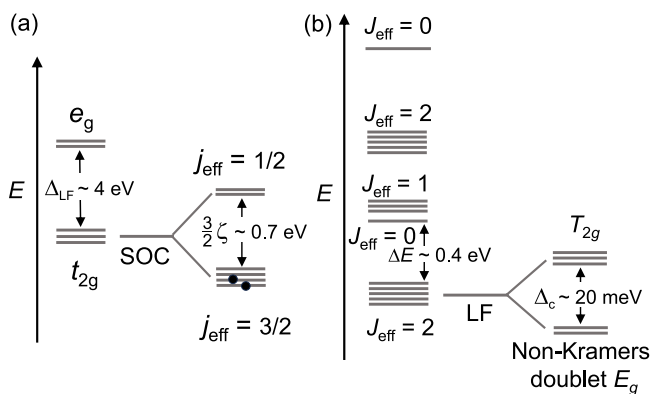 (a)
E
e_g
Δ_LF ~ 4 eV
t_2g
SOC
j_eff = 1/2
3/2 ζ ~ 0.7 eV
j_eff = 3/2
(b)
E
J_eff = 0
J_eff = 2
J_eff = 1
J_eff = 0
ΔE ~ 0.4 eV
J_eff = 2
LF
T_2g
Δ_c ~ 20 meV
Non-Kramers
doublet E_g